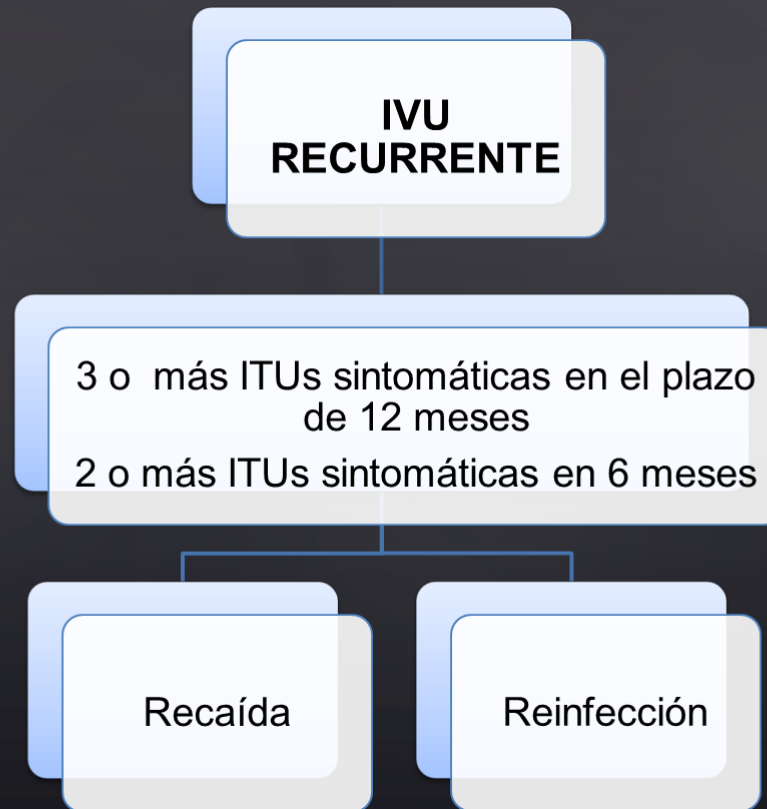 IVU
RECURRENTE
3 o más ITUs sintomáticas en el plazo
de 12 meses
2 o más ITUs sintomáticas en 6 meses
Recaída
Reinfección